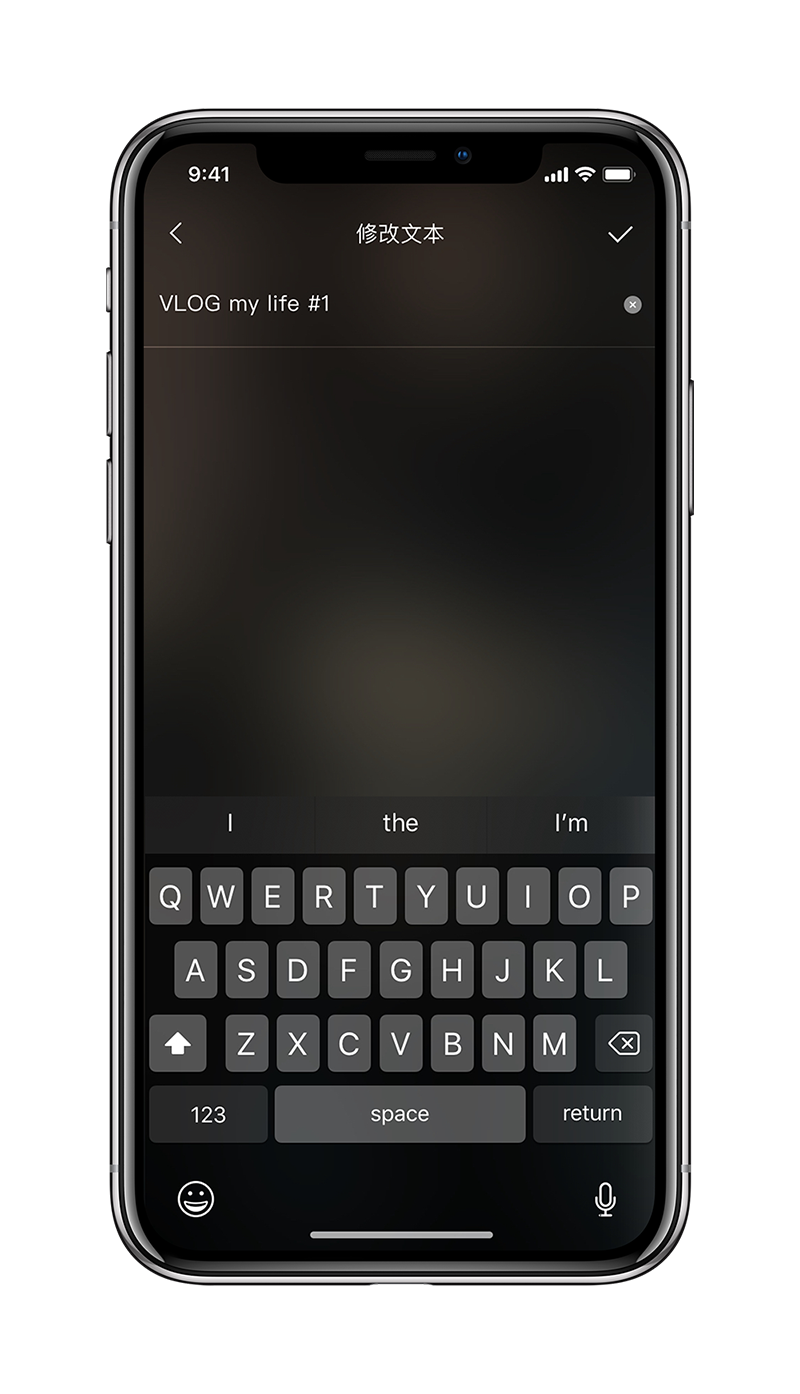 9:41
修改文本
VLOG my life #1
I the I'm
Q W E R T Y U I O P
A S D F G H J K L
Z X C V B N M
123 space return